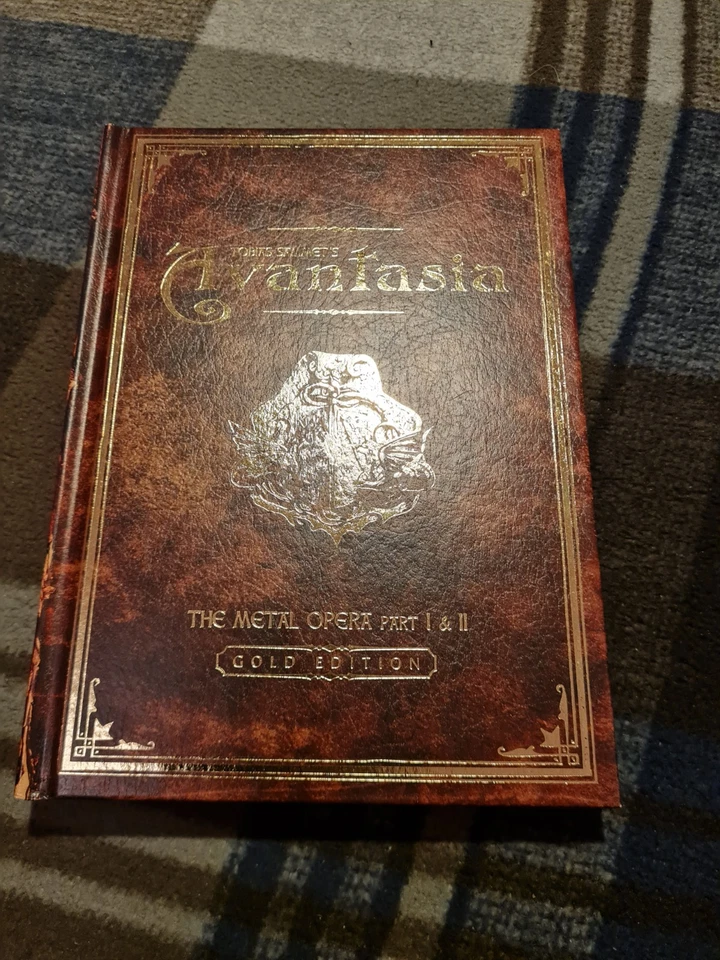 TOBIAS SAMMET'S
Avantasia
THE METAL OPERA PART I & II
GOLD EDITION